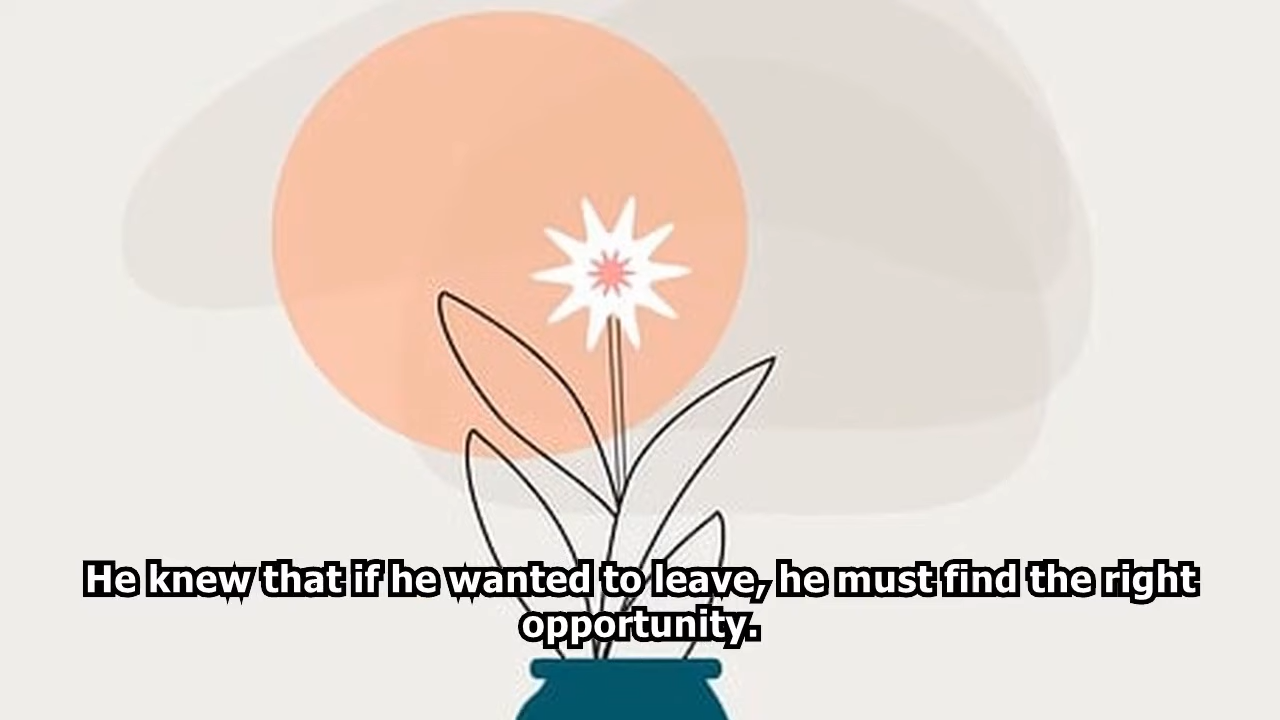 He knew that if he wanted to leave, he must find the right
opportunity.